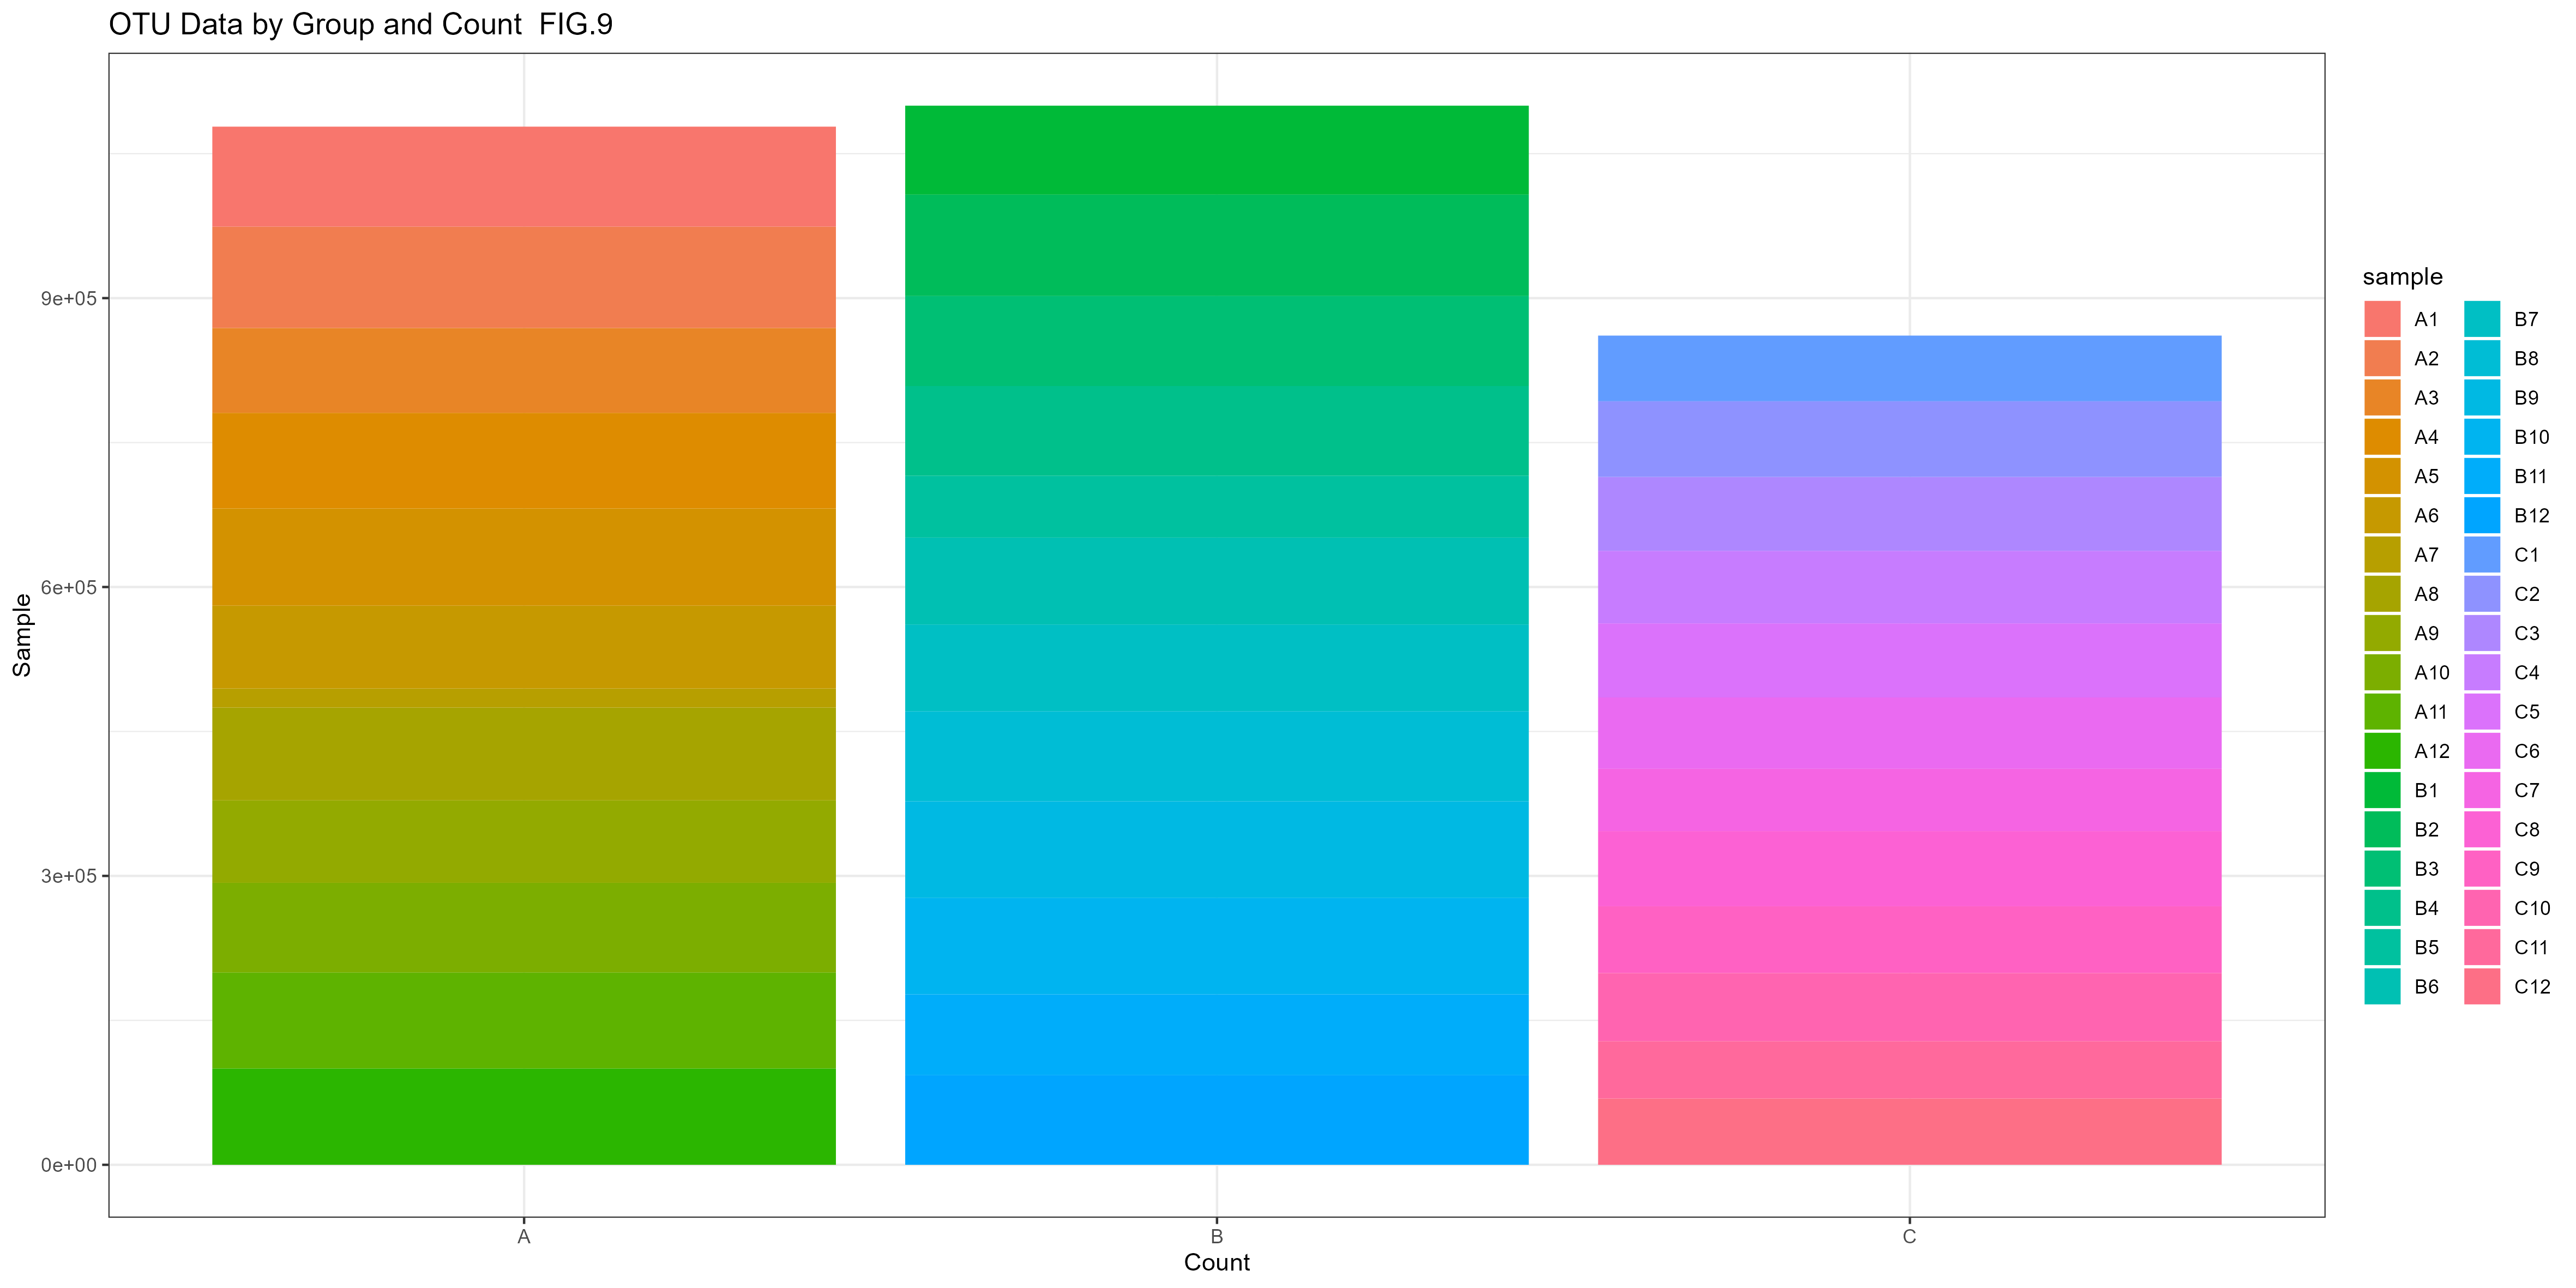 OTU Data by Group and Count  FIG.9
9e+05
6e+05
3e+05
0e+00
Sample
A
B
C
Count
sample
A1
A2
A3
A4
A5
A6
A7
A8
A9
A10
A11
A12
B1
B2
B3
B4
B5
B6
B7
B8
B9
B10
B11
B12
C1
C2
C3
C4
C5
C6
C7
C8
C9
C10
C11
C12